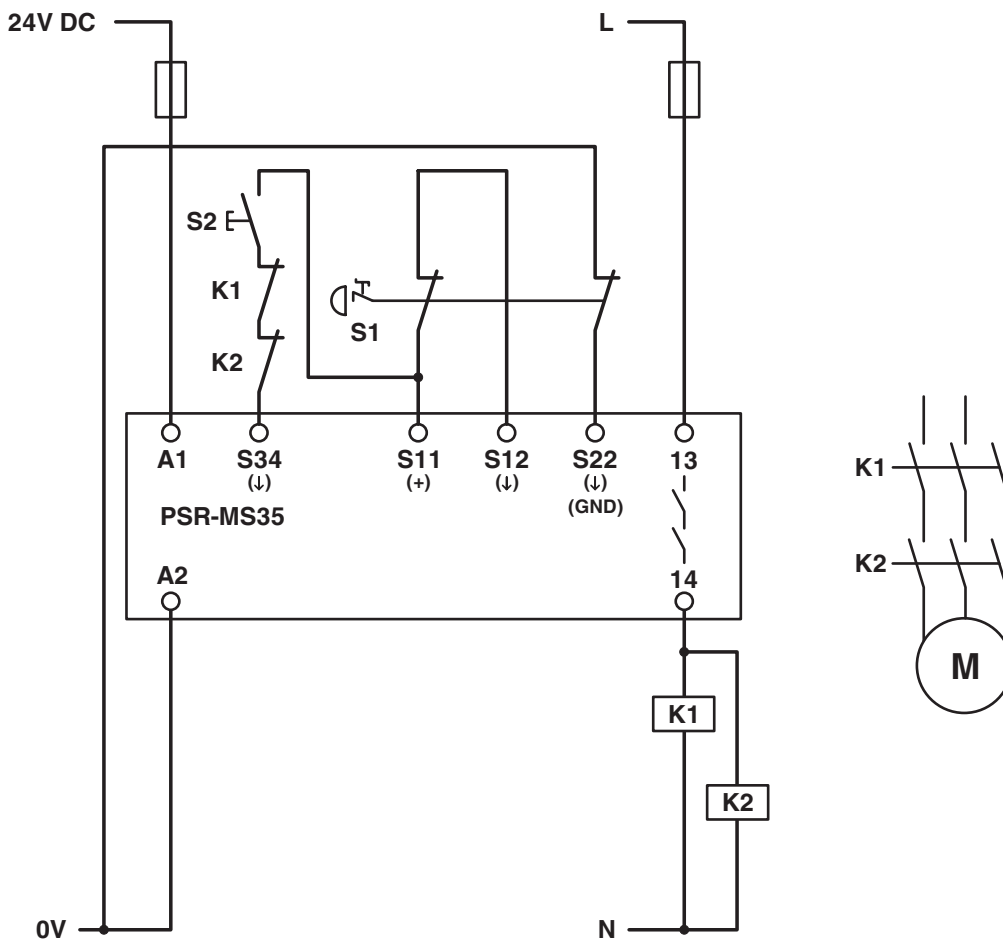 24V DC
L
S2
K1
S1
K2
A1
S34
S11
S12
S22
13
(↓)
(+)
(↓)
(↓)
(GND)
PSR-MS35
A2
14
K1
K2
M
K1
K2
0V
N